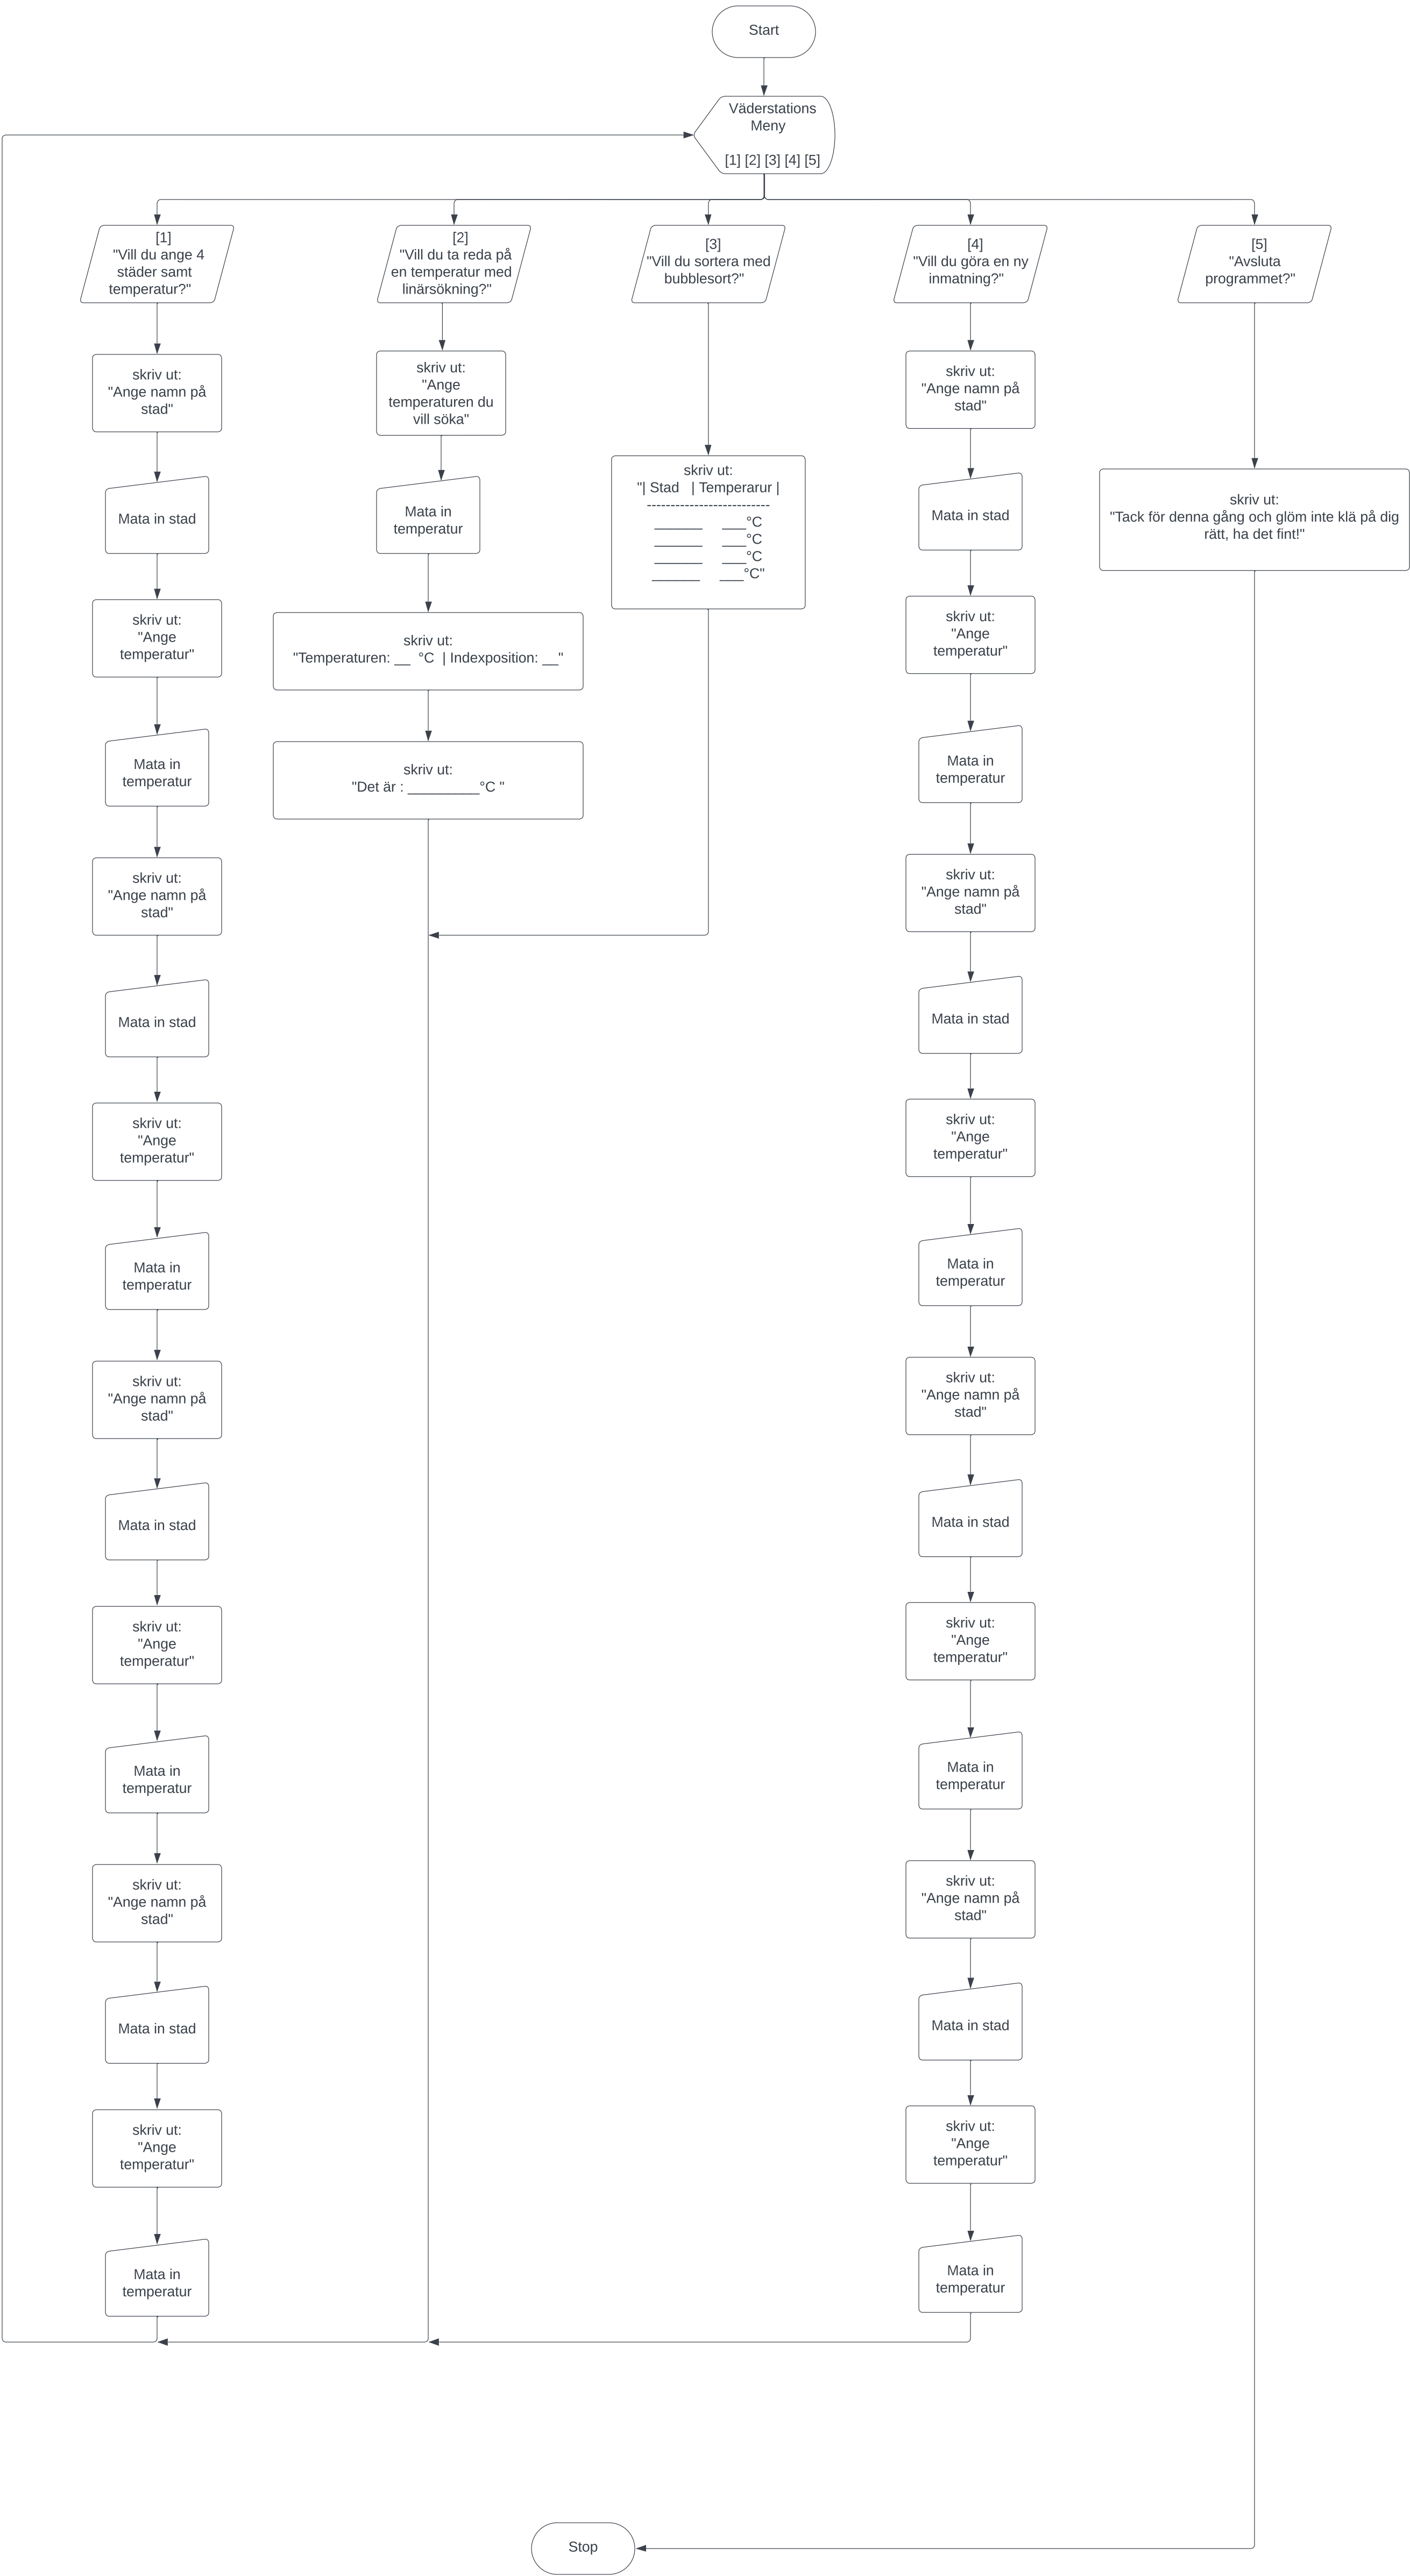 Start
Väderstations
Meny
[1] [2] [3] [4] [5]
[1]
"Vill du ange 4
städer samt
temperatur?"
[2]
"Vill du ta reda på
en temperatur med
linärsökning?"
[3]
"Vill du sortera med
bubblesort?"
[4]
"Vill du göra en ny
inmatning?"
[5]
"Avsluta
programmet?"
skriv ut:
"Ange namn på
stad"
Mata in stad
skriv ut:
"Ange
temperatur"
Mata in
temperatur
skriv ut:
"Ange namn på
stad"
Mata in stad
skriv ut:
"Ange
temperatur"
Mata in
temperatur
skriv ut:
"Ange namn på
stad"
Mata in stad
skriv ut:
"Ange
temperatur"
Mata in
temperatur
skriv ut:
"Ange namn på
stad"
Mata in stad
skriv ut:
"Ange
temperatur"
Mata in
temperatur
skriv ut:
"Ange
temperaturen du
vill söka"
Mata in
temperatur
skriv ut:
"Temperaturen: __  °C  | Indexposition: __"
skriv ut:
"Det är : _________°C "
skriv ut:
"| Stad   | Temperarur |
--------------------------
______     ___°C
______     ___°C
______     ___°C
______     ___°C"
skriv ut:
"Ange namn på
stad"
Mata in stad
skriv ut:
"Ange
temperatur"
Mata in
temperatur
skriv ut:
"Ange namn på
stad"
Mata in stad
skriv ut:
"Ange
temperatur"
Mata in
temperatur
skriv ut:
"Ange namn på
stad"
Mata in stad
skriv ut:
"Ange
temperatur"
Mata in
temperatur
skriv ut:
"Ange namn på
stad"
Mata in stad
skriv ut:
"Ange
temperatur"
Mata in
temperatur
skriv ut:
"Tack för denna gång och glöm inte klä på dig
rätt, ha det fint!"
Stop